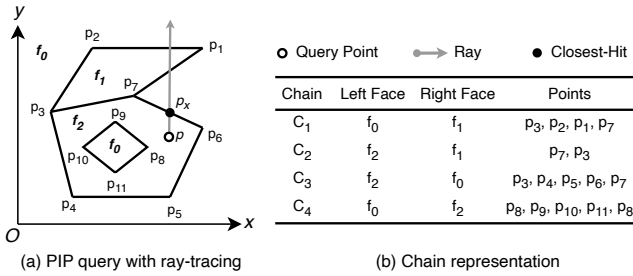 y
f0
p2
p1
f1
p7
p3
px
f2
p9
p6
p
p10
f0
p8
p11
p4
p5
O
x
(a) PIP query with ray-tracing
Query Point
Ray
Closest-Hit
Chain Left Face Right Face Points
C1 f0 f1 p3, p2, p1, p7
C2 f2 f1 p7, p3
C3 f2 f0 p3, p4, p5, p6, p7
C4 f0 f2 p8, p9, p10, p11, p8
(b) Chain representation